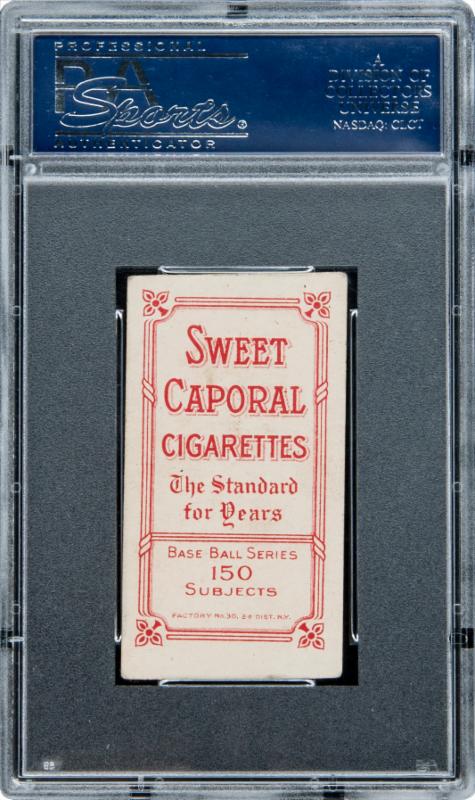 PROFESSIONAL
PSA
Sports®
AUTHENTICATOR
A
DIVISION OF
COLLECTORS
UNIVERSE
NASDAQ: CLCT
SWEET
CAPORAL
CIGARETTES
The Standard
for Years
BASE BALL SERIES
150
SUBJECTS
FACTORY No. 30, 2d DIST. N.Y.